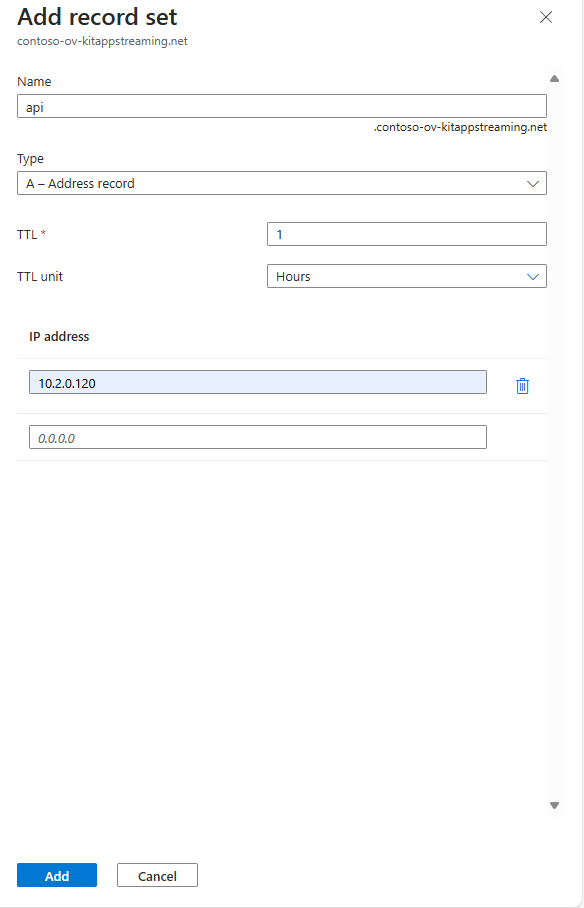 Add record set
contoso-ov-kitappstreaming.net
Name
api
.contoso-ov-kitappstreaming.net
Type
A – Address record
TTL * 1
TTL unit Hours
IP address
10.2.0.120
0.0.0.0
Add Cancel